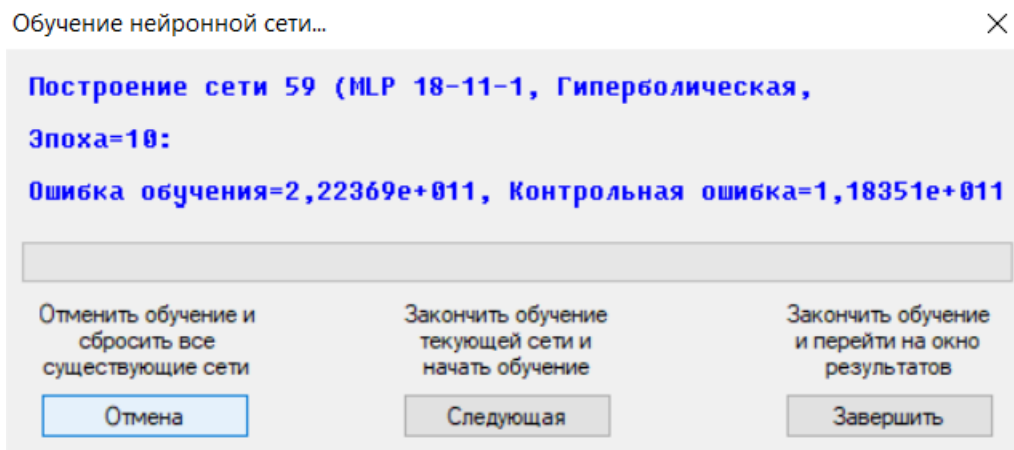 Обучение нейронной сети...
Построение сети 59 (MLP 18-11-1, Гиперболическая,
Эпоха=10:
Ошибка обучения=2,22369e+011, Контрольная ошибка=1,18351e+011
Отменить обучение и
сбросить все
существующие сети
Отмена
Закончить обучение
текущей сети и
начать обучение
Следующая
Закончить обучение
и перейти на окно
результатов
Завершить